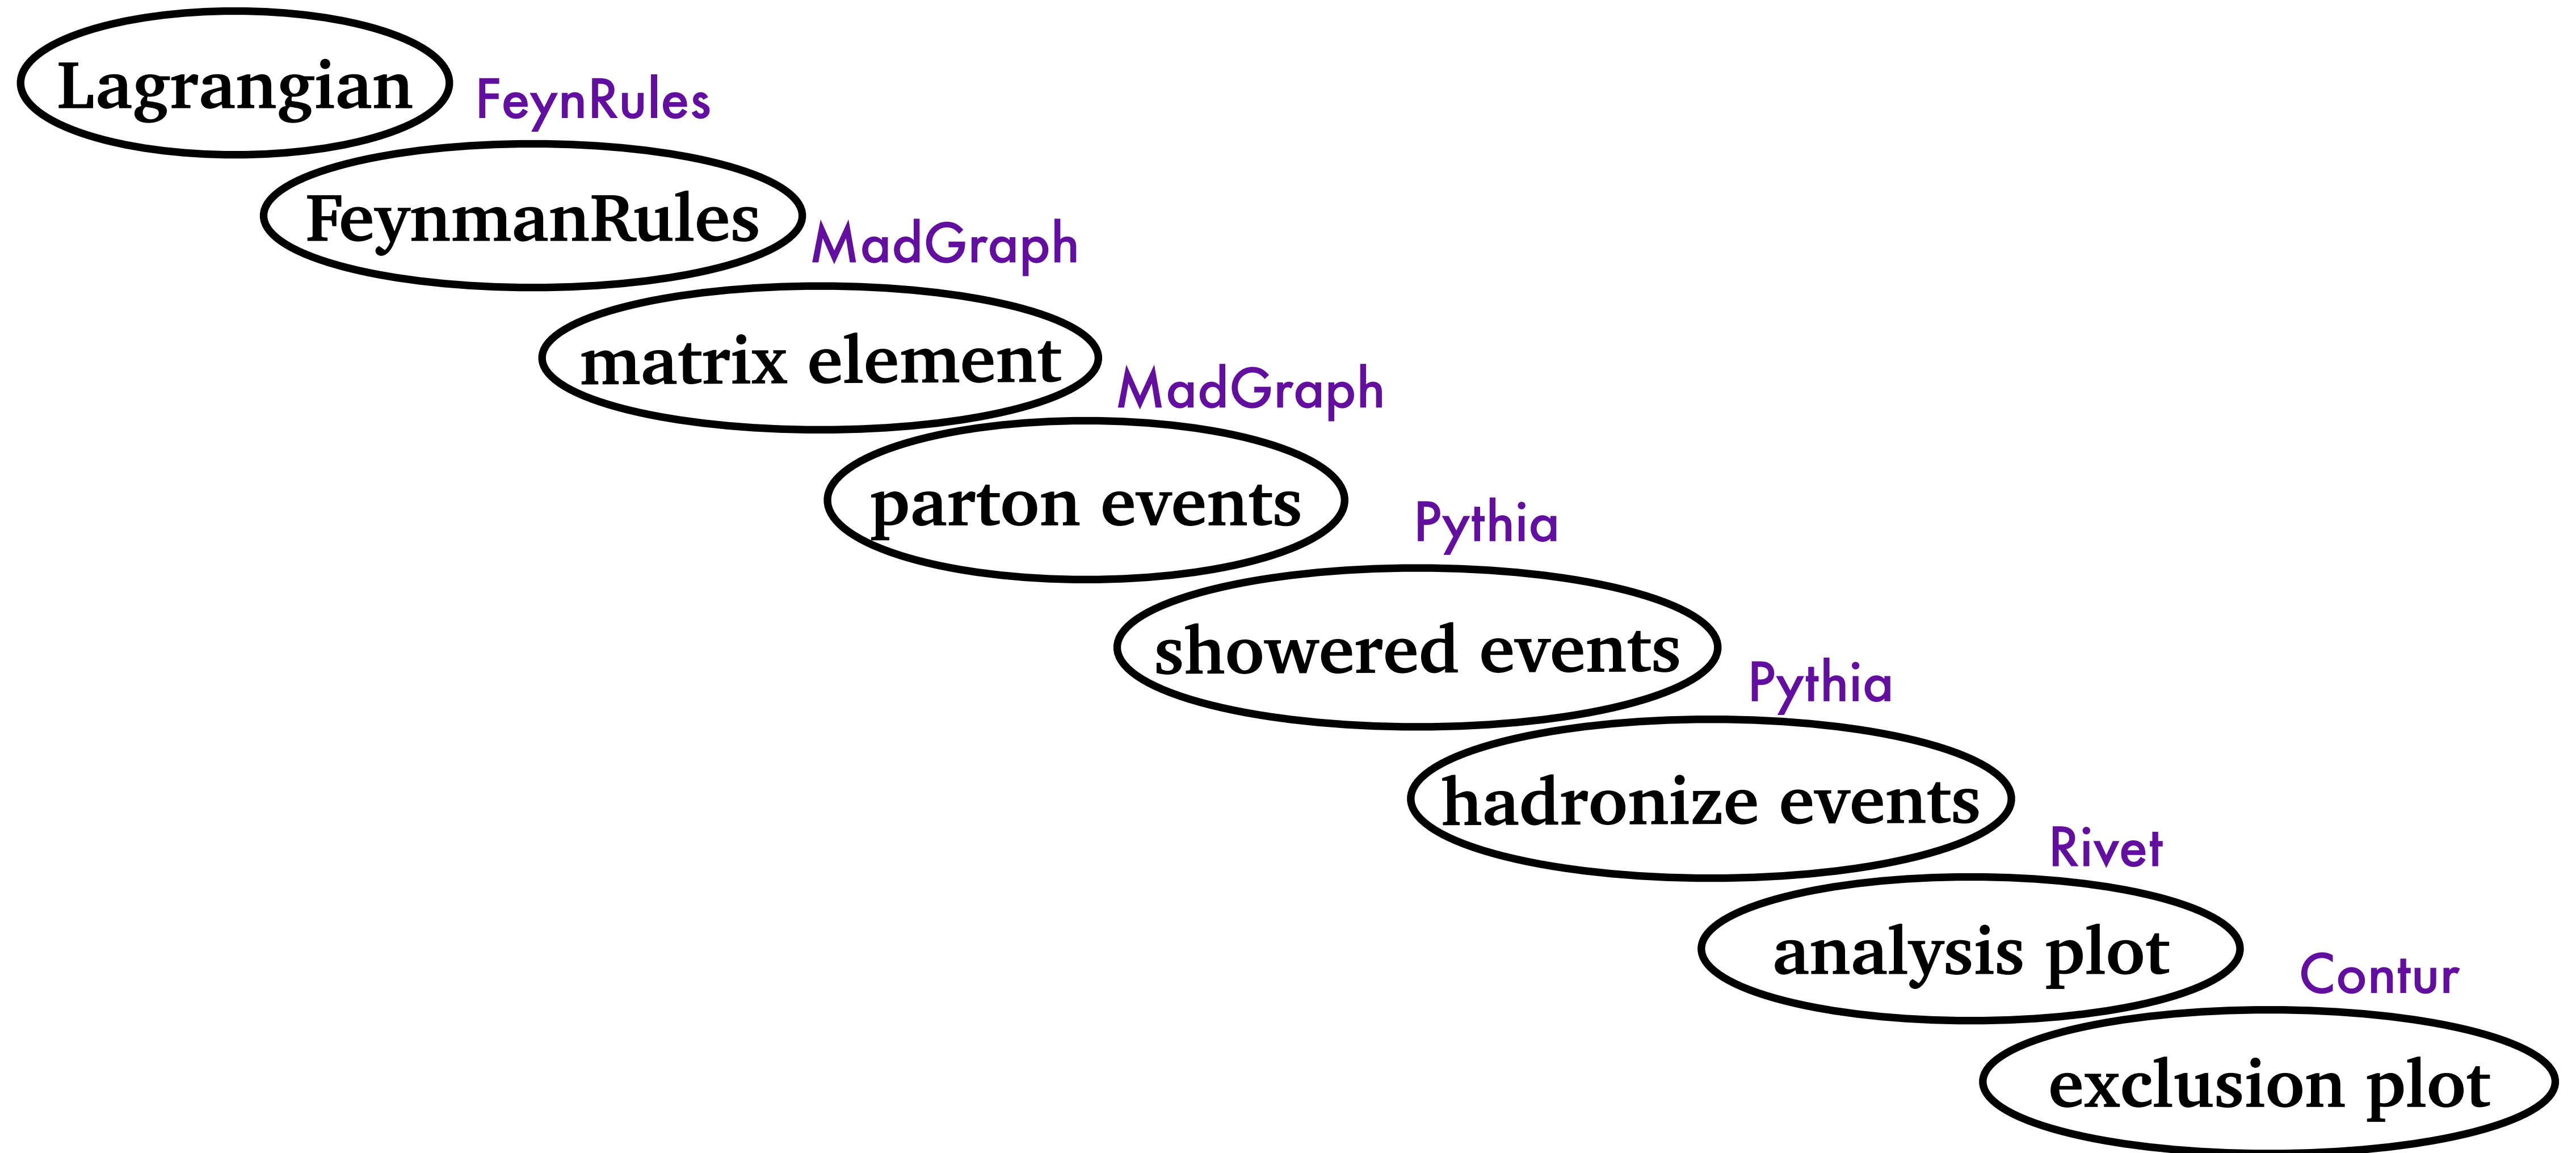 Lagrangian
FeynRules
FeynmanRules
MadGraph
matrix element
MadGraph
parton events
Pythia
showered events
Pythia
hadronize events
Rivet
analysis plot
Contur
exclusion plot